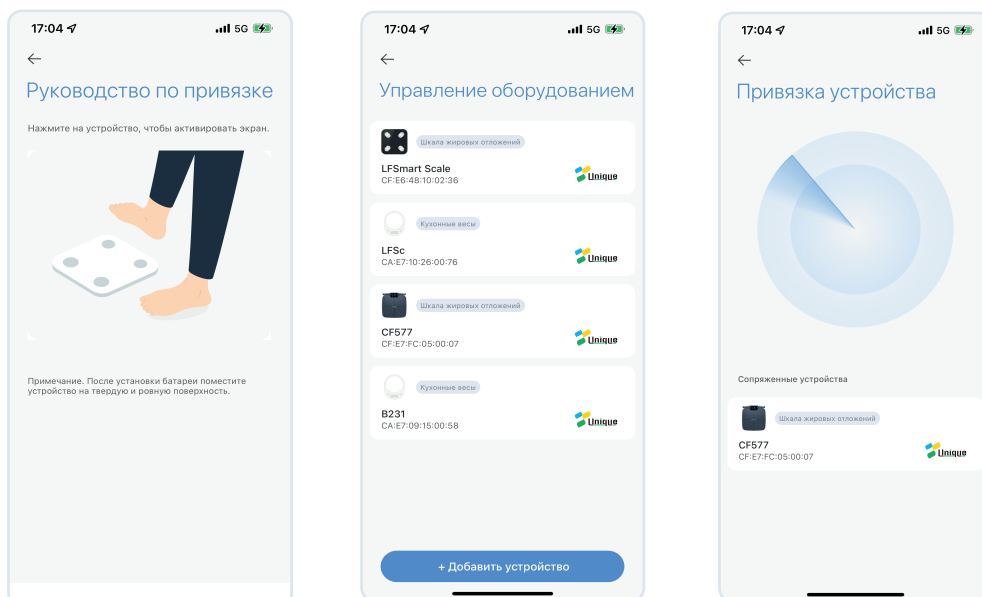 17:04
5G
Руководство по привязке
Нажмите на устройство, чтобы активировать экран.
Примечание. После установки батареи поместите
устройство на твердую и ровную поверхность.
17:04
5G
Управление оборудованием
Шкала жировых отложений
LFSmart Scale
CF:E6:48:10:02:36
Unique
Кухонные весы
LFSc
CA:E7:10:26:00:76
Unique
Шкала жировых отложений
CF577
CF:E7:FC:05:00:07
Unique
Кухонные весы
B231
CA:E7:09:15:00:58
Unique
+ Добавить устройство
17:04
5G
Привязка устройства
Сопряженные устройства
Шкала жировых отложений
CF577
CF:E7:FC:05:00:07
Unique